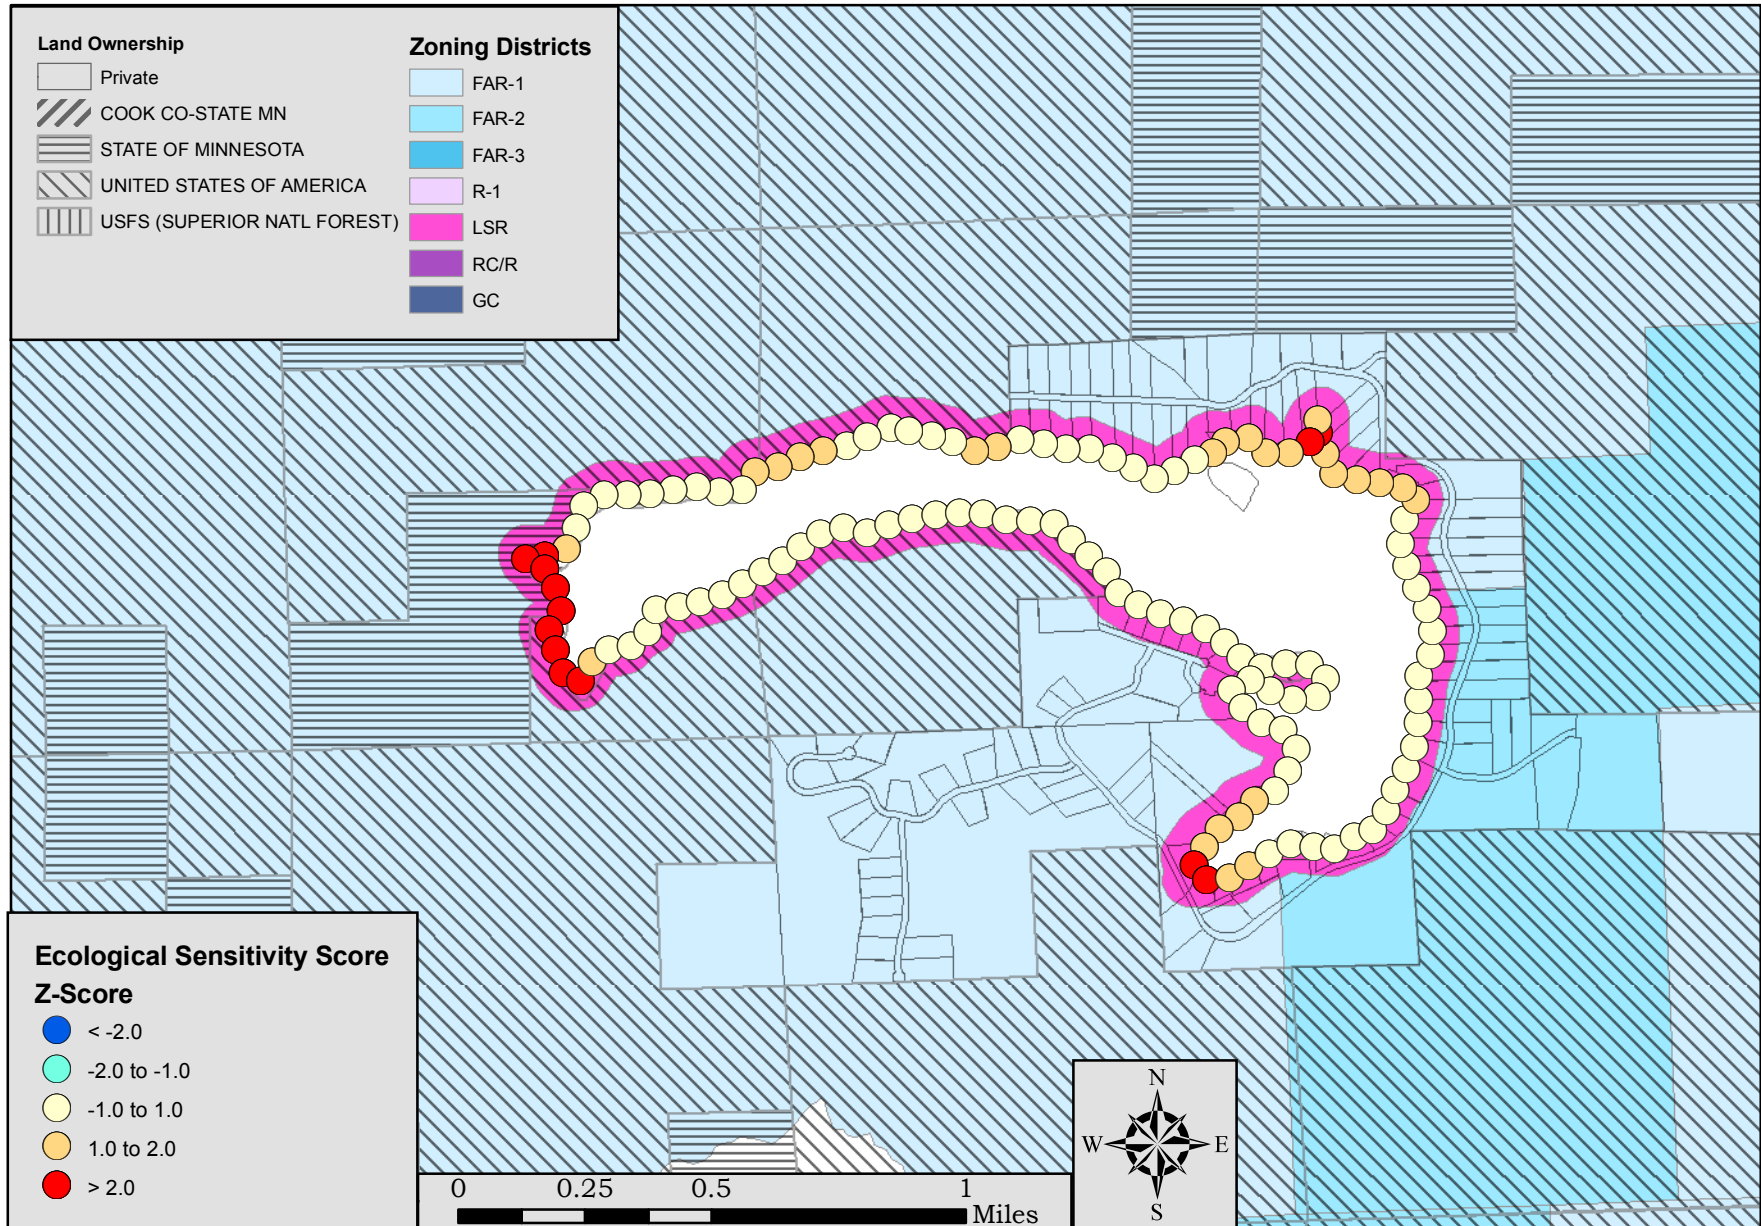 Land Ownership
Private
COOK CO-STATE MN
STATE OF MINNESOTA
UNITED STATES OF AMERICA
USFS (SUPERIOR NATL FOREST)
Zoning Districts
FAR-1
FAR-2
FAR-3
R-1
LSR
RC/R
GC
Ecological Sensitivity Score
Z-Score
< -2.0
-2.0 to -1.0
-1.0 to 1.0
1.0 to 2.0
> 2.0
0 0.25 0.5 1
Miles
N
W E
S